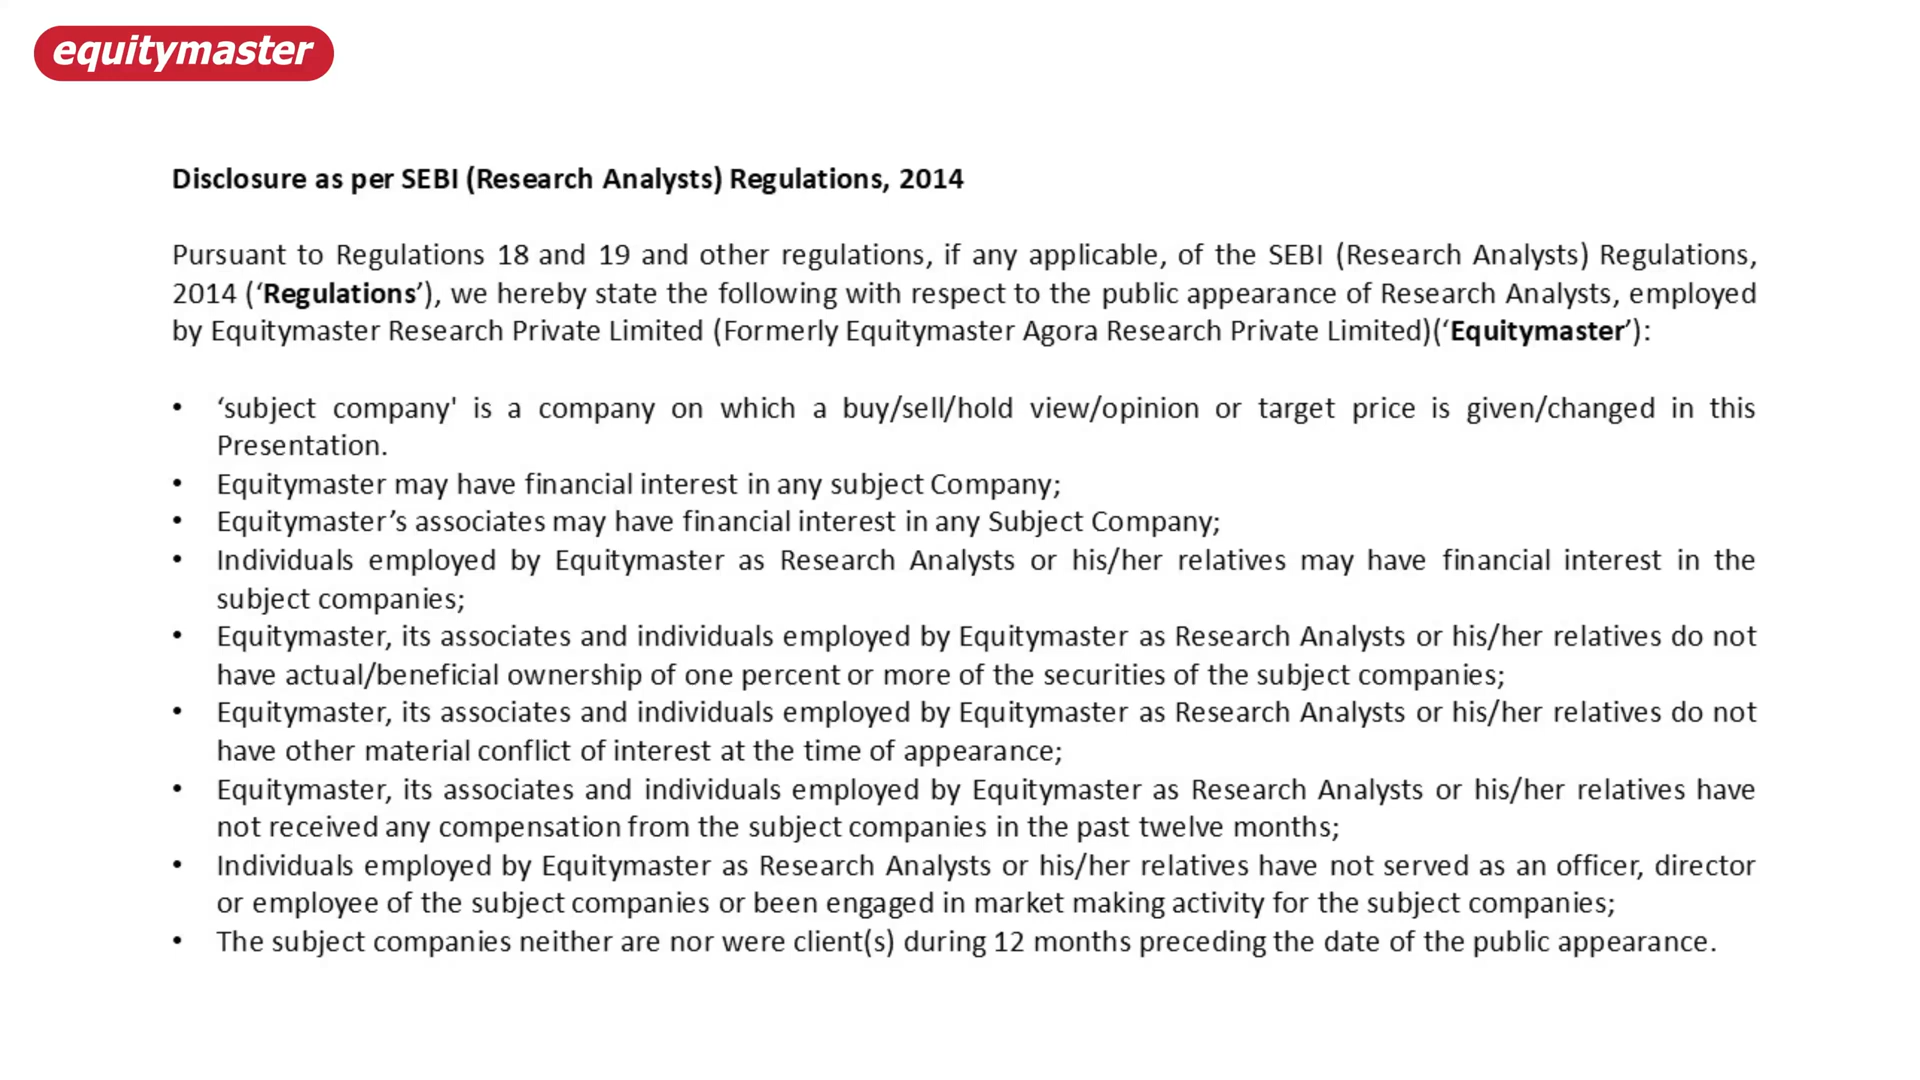 equitymaster
Disclosure as per SEBI (Research Analysts) Regulations, 2014
Pursuant to Regulations 18 and 19 and other regulations, if any applicable, of the SEBI (Research Analysts) Regulations,
2014 (‘Regulations’), we hereby state the following with respect to the public appearance of Research Analysts, employed
by Equitymaster Research Private Limited (Formerly Equitymaster Agora Research Private Limited)(‘Equitymaster’):
• ‘subject company' is a company on which a buy/sell/hold view/opinion or target price is given/changed in this
Presentation.
• Equitymaster may have financial interest in any subject Company;
• Equitymaster’s associates may have financial interest in any Subject Company;
• Individuals employed by Equitymaster as Research Analysts or his/her relatives may have financial interest in the
subject companies;
• Equitymaster, its associates and individuals employed by Equitymaster as Research Analysts or his/her relatives do not
have actual/beneficial ownership of one percent or more of the securities of the subject companies;
• Equitymaster, its associates and individuals employed by Equitymaster as Research Analysts or his/her relatives do not
have other material conflict of interest at the time of appearance;
• Equitymaster, its associates and individuals employed by Equitymaster as Research Analysts or his/her relatives have
not received any compensation from the subject companies in the past twelve months;
• Individuals employed by Equitymaster as Research Analysts or his/her relatives have not served as an officer, director
or employee of the subject companies or been engaged in market making activity for the subject companies;
• The subject companies neither are nor were client(s) during 12 months preceding the date of the public appearance.